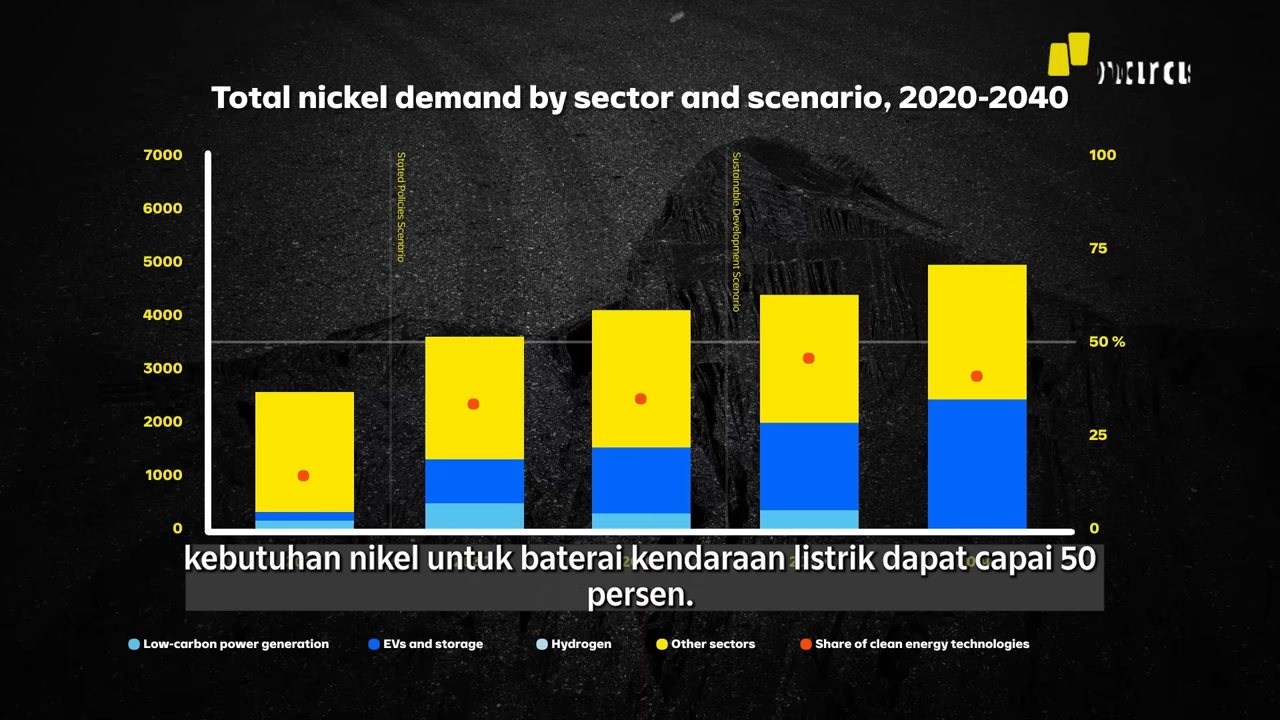 Total nickel demand by sector and scenario, 2020-2040
7000
6000
5000
4000
3000
2000
1000
0
Stated Policies Scenario
Sustainable Development Scenario
100
75
50 %
25
0
kebutuhan nikel untuk baterai kendaraan listrik dapat capai 50
persen.
Low-carbon power generation
EVs and storage
Hydrogen
Other sectors
Share of clean energy technologies